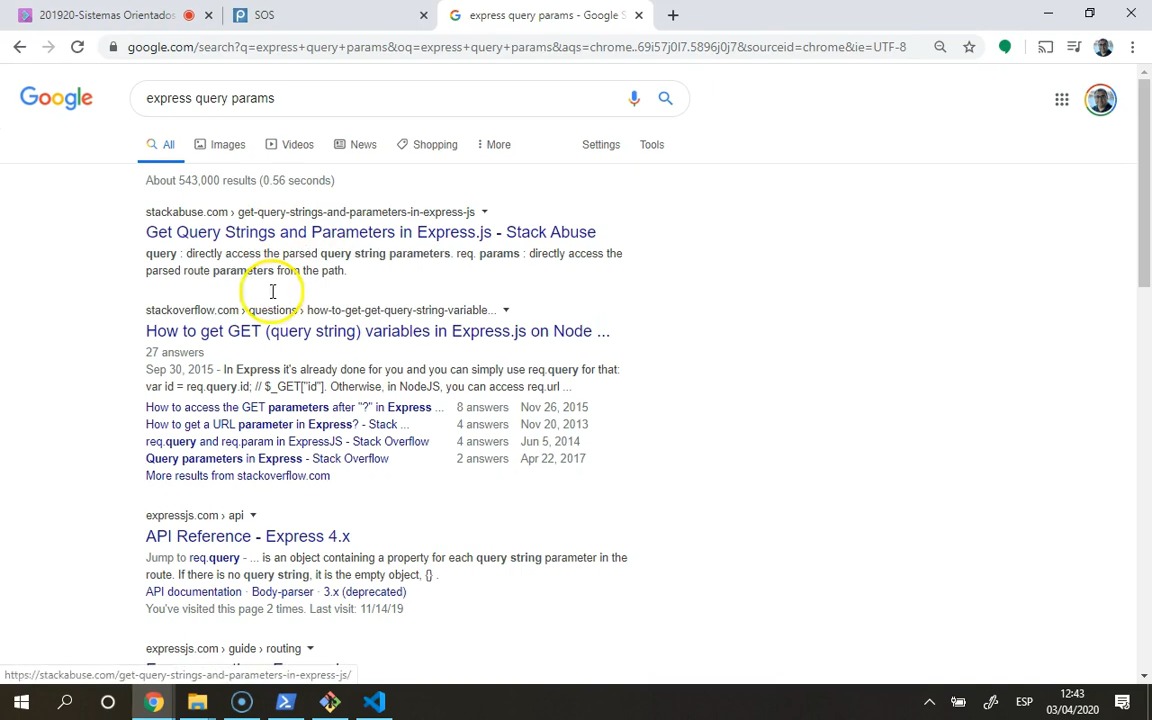 201920-Sistemas Orientados
SOS
express query params - Google S
google.com/search?q=express+query+params&oq=express+query+params&aqs=chrome..69i57j0l7.5896j0j7&sourceid=chrome&ie=UTF-8
Google
express query params
All
Images
Videos
News
Shopping
More
Settings
Tools
About 543,000 results (0.56 seconds)
stackabuse.com › get-query-strings-and-parameters-in-express-js
Get Query Strings and Parameters in Express.js - Stack Abuse
query : directly access the parsed query string parameters. req. params : directly access the
parsed route parameters from the path.
stackoverflow.com › questions › how-to-get-get-query-string-variable...
How to get GET (query string) variables in Express.js on Node ...
27 answers
Sep 30, 2015 - In Express it's already done for you and you can simply use req.query for that:
var id = req.query.id; // $_GET["id"]. Otherwise, in NodeJS, you can access req.url ...
How to access the GET parameters after "?" in Express ... 8 answers Nov 26, 2015
How to get a URL parameter in Express? - Stack ... 4 answers Nov 20, 2013
req.query and req.param in ExpressJS - Stack Overflow 4 answers Jun 5, 2014
Query parameters in Express - Stack Overflow 2 answers Apr 22, 2017
More results from stackoverflow.com
expressjs.com › api
API Reference - Express 4.x
Jump to req.query - ... is an object containing a property for each query string parameter in the
route. If there is no query string, it is the empty object, {} .
API documentation · Body-parser · 3.x (deprecated)
You've visited this page 2 times. Last visit: 11/14/19
expressjs.com › guide › routing
https://stackabuse.com/get-query-strings-and-parameters-in-express-js/
ESP
12:43
03/04/2020